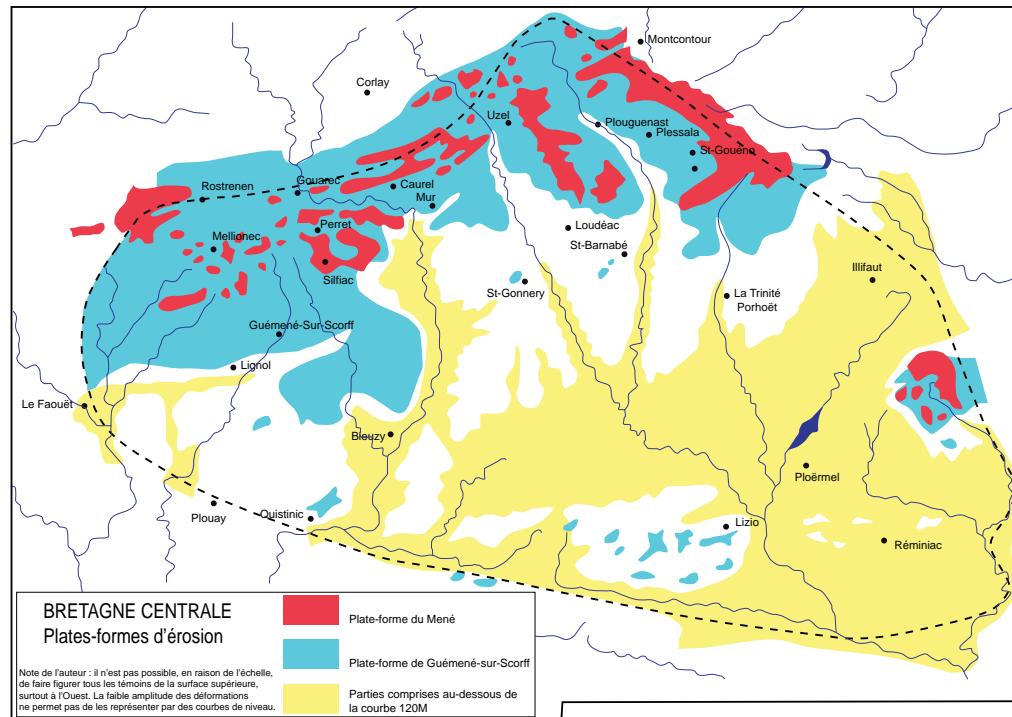 Montcontour
Corlay
Uzel
Plouguenast
Plessala
St-Gouéno
Rostrenen
Gouarec
Caurel
Mur
Perret
Mellionec
Silfiac
Loudéac
St-Barnabé
Illifaut
St-Gonnery
La Trinité
Porhoët
Guémené-Sur-Scorff
Lignol
Le Faouët
Bleuzy
Ploërmel
Plouay
Quistinic
Lizio
Réminiac
BRETAGNE CENTRALE
Plates-formes d'érosion
Note de l'auteur : il n'est pas possible, en raison de l'échelle,
de faire figurer tous les témoins de la surface supérieure,
surtout à l'Ouest. La faible amplitude des déformations
ne permet pas de les représenter par des courbes de niveau.
Plate-forme du Mené
Plate-forme de Guémené-sur-Scorff
Parties comprises au-dessous de
la courbe 120M